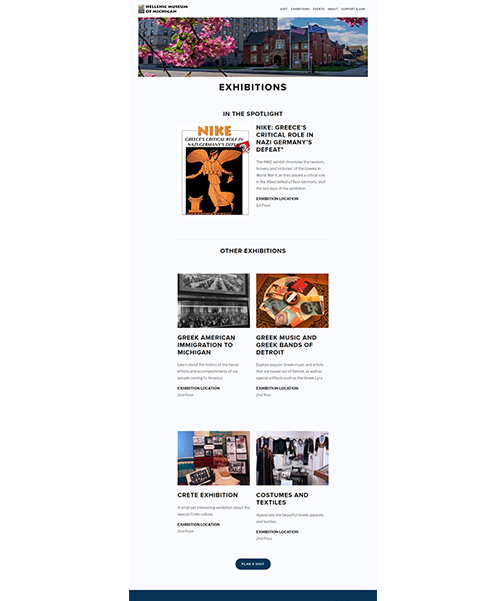 HELLENIC MUSEUM
OF MICHIGAN
VISIT EXHIBITIONS EVENTS ABOUT SUPPORT & JOIN
EXHIBITIONS
IN THE SPOTLIGHT
NIKE
GREECE'S CRITICAL ROLE IN
NAZI GERMANY'S
DEFEAT
NIKE: GREECE'S
CRITICAL ROLE IN
NAZI GERMANY'S
DEFEAT"
The NIKE exhibit chronicles the heroism,
bravery and 'victories' of the Greeks in
World War II, as they played a critical role
in the Allied defeat of Nazi Germany. Visit
the last days of the exhibition.
EXHIBITION LOCATION
1st Floor
OTHER EXHIBITIONS
GREEK AMERICAN
IMMIGRATION TO
MICHIGAN
Learn about the history of the heroic
efforts and accomplishments of our
people coming to America.
EXHIBITION LOCATION
2nd Floor
GREEK MUSIC AND
GREEK BANDS OF
DETROIT
Explore popular Greek music and artists
that are based out of Detroit, as well as
special artifacts such as the Greek Lyra.
EXHIBITION LOCATION
2nd floor
CRETE EXHIBITION
A small yet interesting exhibition about the
special Crete culture.
EXHIBITION LOCATION
2nd Floor
COSTUMES AND
TEXTILES
Appreciate the beautiful Greek apparels
and textiles.
EXHIBITION LOCATION
2nd Floor
PLAN A VISIT